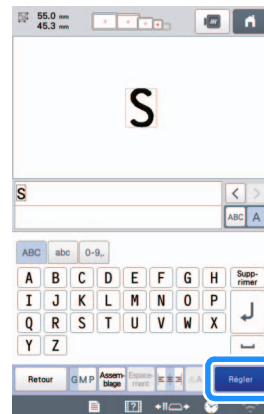 55.0 mm
45.3 mm
S
S
ABC A
ABC abc 0-9,.
A B C D E F G H Supp-
rimer
I J K L M N O P
Q R S T U V W X
Y Z
Retour G M P Assem-
blage Espace-
ment A A Régler
[?]